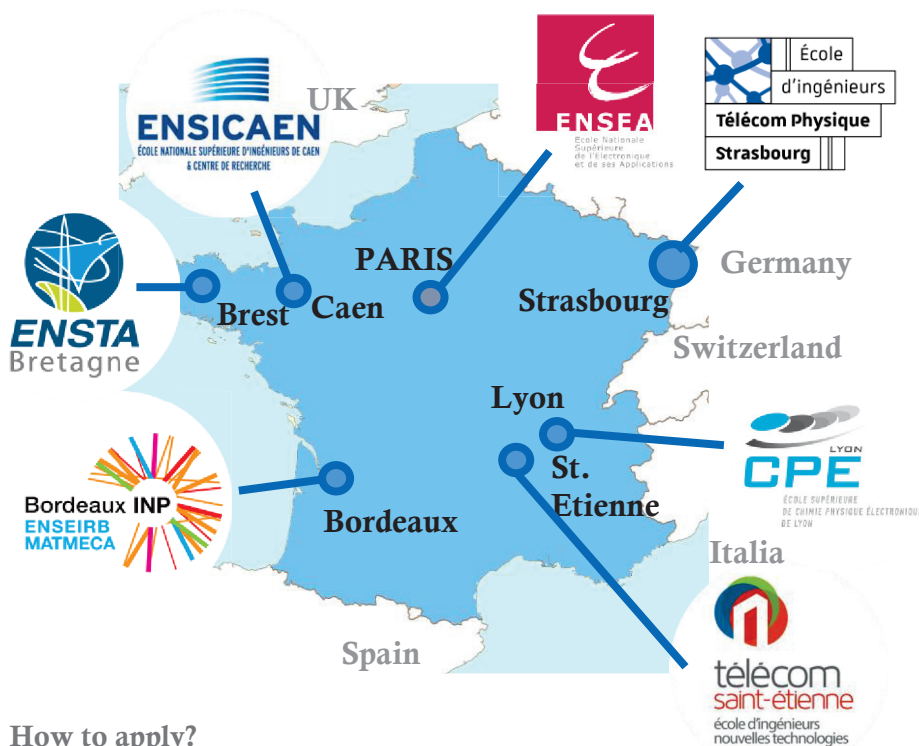 UK
ENSICAEN
ÉCOLE NATIONALE SUPÉRIEURE D'INGÉNIEURS DE CAEN
& CENTRE DE RECHERCHE
ENSEA
Ecole Nationale
Supérieure
de l'Electronique
et de ses Applications
École
d'ingénieurs
Télécom Physique
Strasbourg
ENSTA
Bretagne
Brest
Caen
PARIS
Strasbourg
Germany
Switzerland
Lyon
St.
Etienne
LYON
CPE
ÉCOLE SUPÉRIEURE
DE CHIMIE PHYSIQUE ÉLECTRONIQUE
DE LYON
Bordeaux INP
ENSEIRB
MATMECA
Bordeaux
Italia
Spain
télécom
saint-étienne
école d'ingénieurs
nouvelles technologies
How to apply?